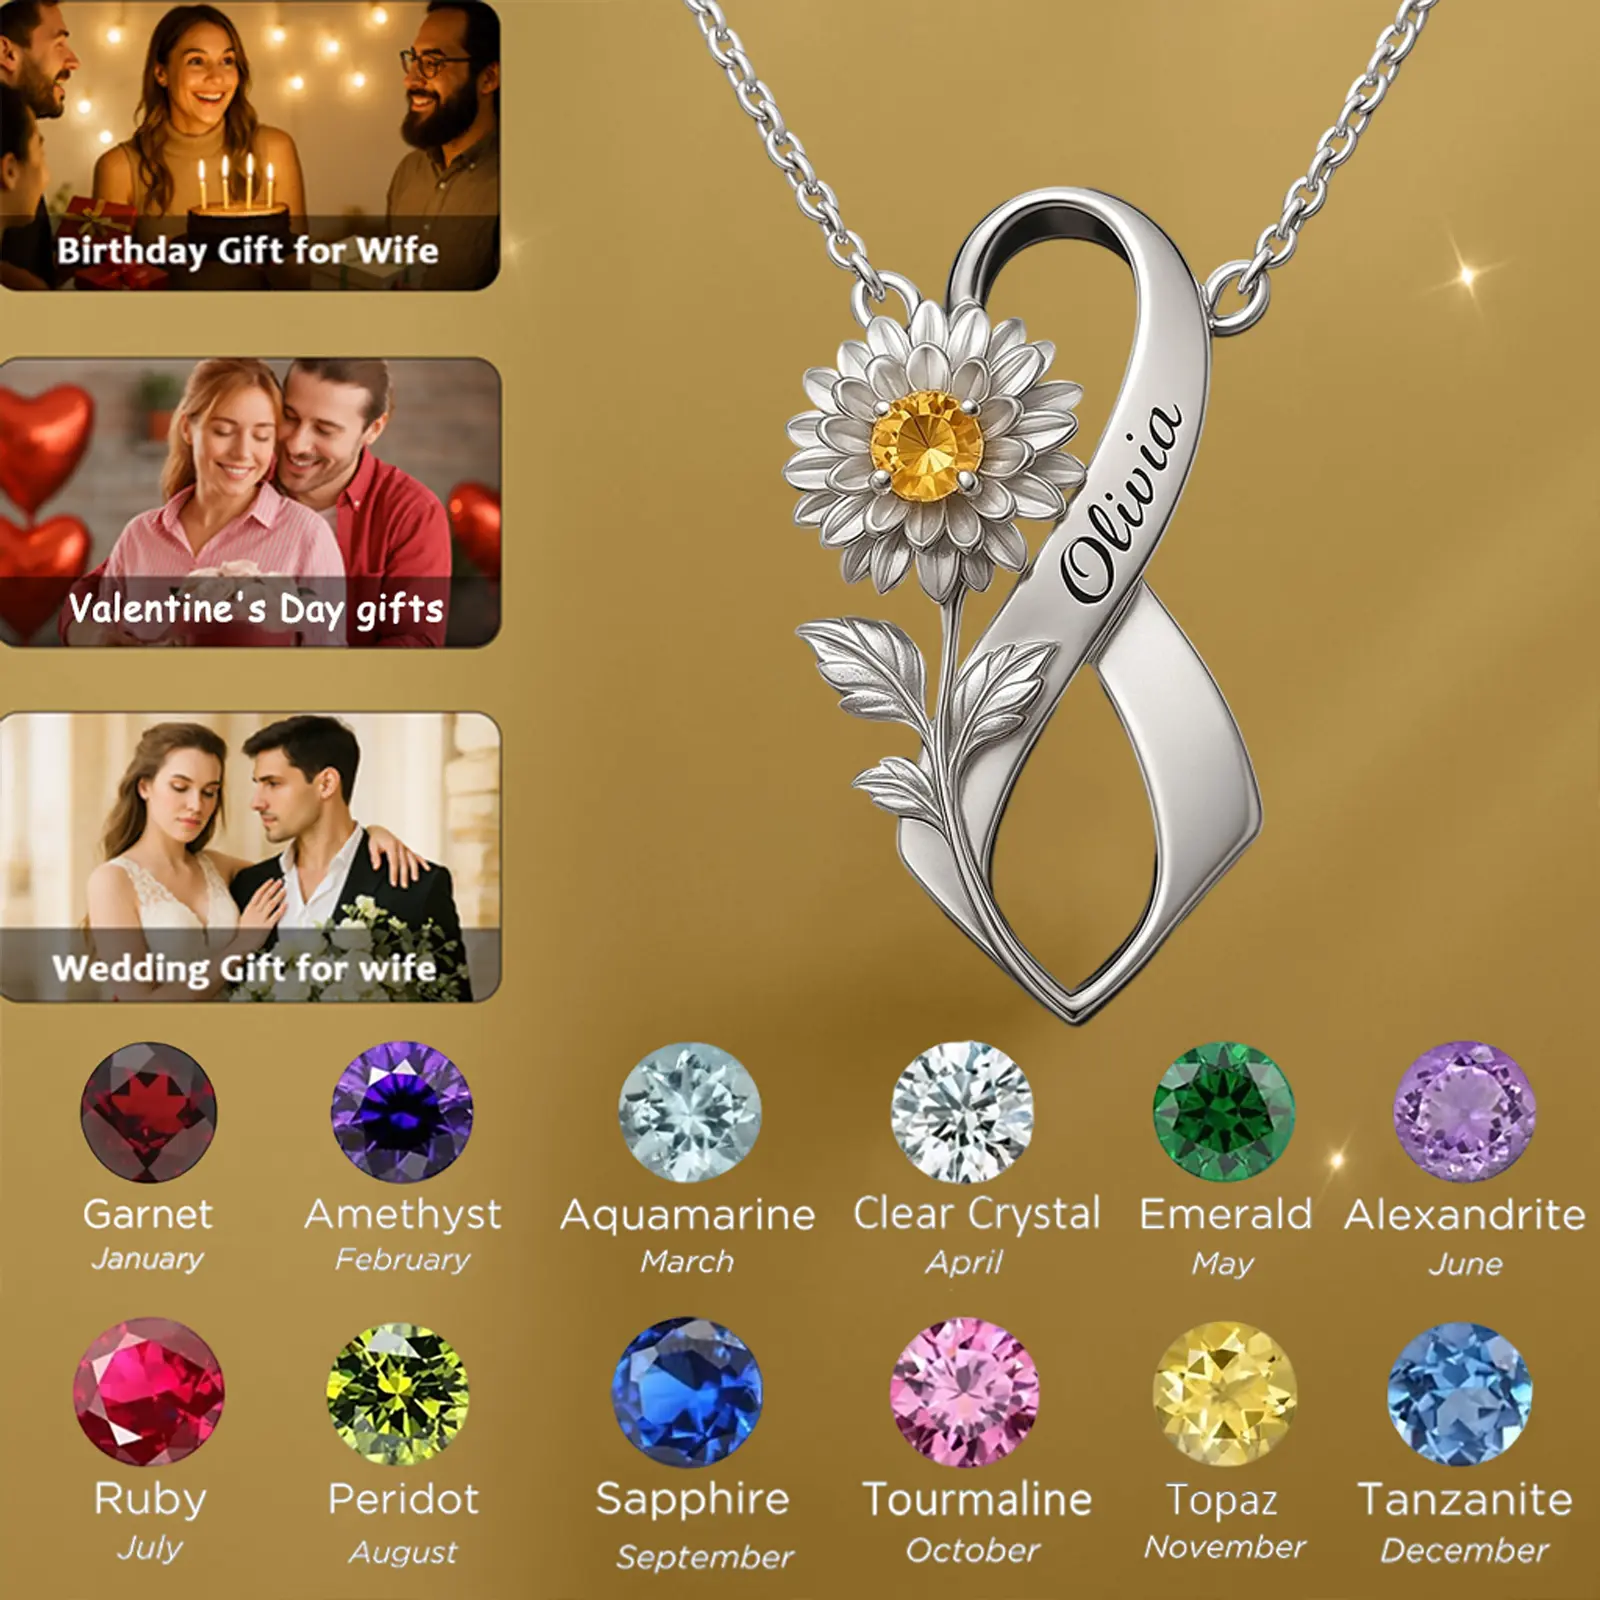 Birthday Gift for Wife
Olivia
Valentine's Day gifts
Wedding Gift for wife
Garnet
January
Amethyst
February
Aquamarine
March
Clear Crystal
April
Emerald
May
Alexandrite
June
Ruby
July
Peridot
August
Sapphire
September
Tourmaline
October
Topaz
November
Tanzanite
December